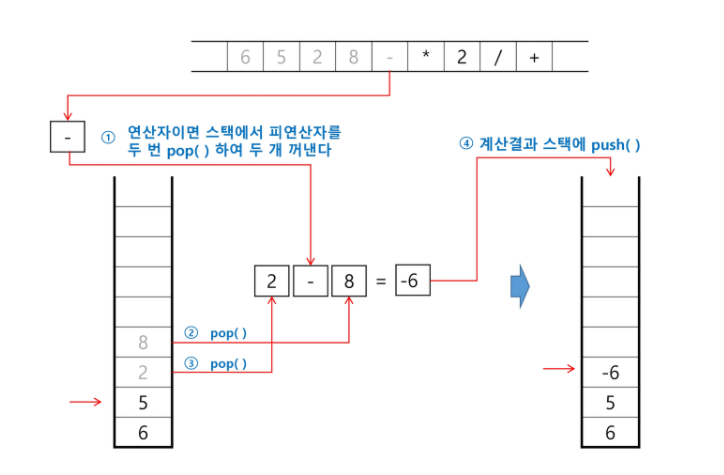 6 5 2 8 - * 2 / +
-
① 연산자이면 스택에서 피연산자를
두 번 pop( ) 하여 두 개 꺼낸다
④ 계산결과 스택에 push( )
2 - 8 = -6
② pop( )
③ pop( )
8
2
5
6
-6
5
6